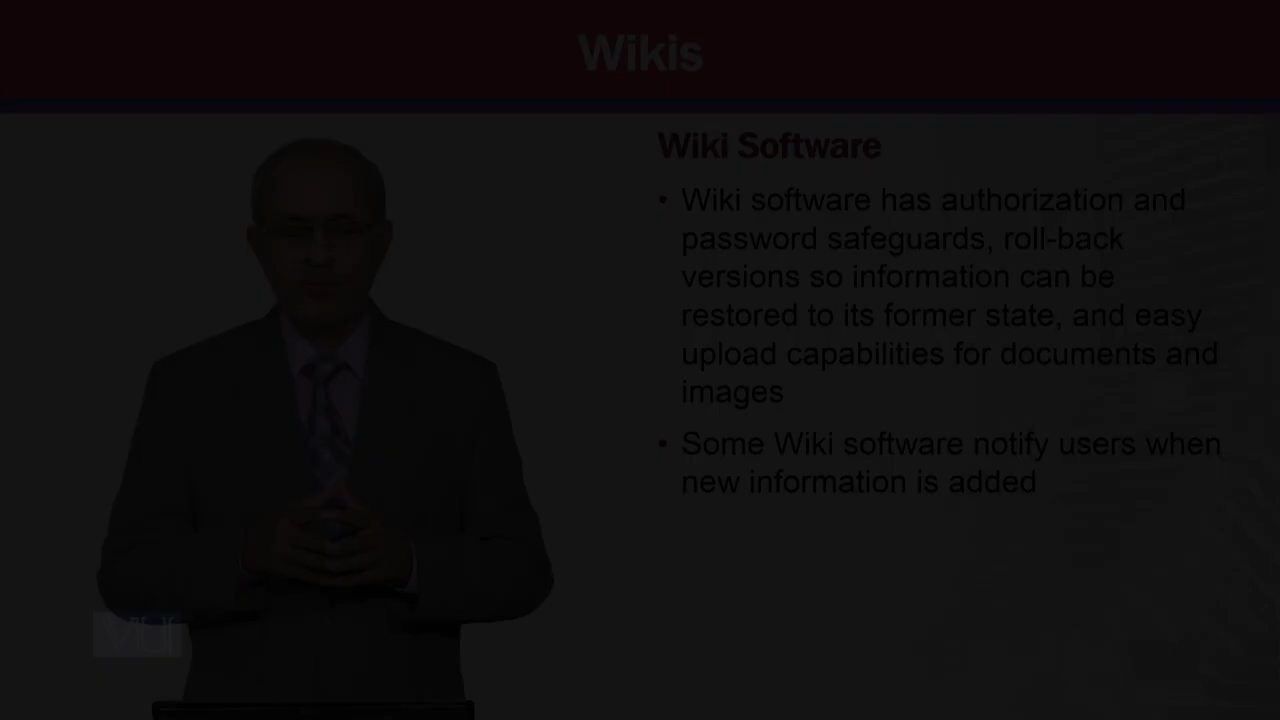 Wikis
Wiki Software
• Wiki software has authorization and
password safeguards, roll-back
versions so information can be
restored to its former state, and easy
upload capabilities for documents and
images
• Some Wiki software notify users when
new information is added
VU